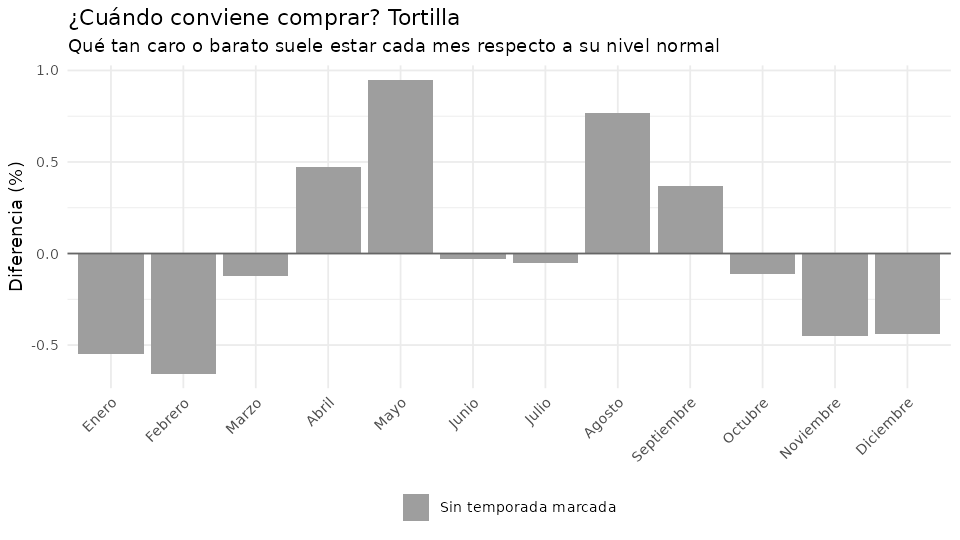 ¿Cuándo conviene comprar? Tortilla
Qué tan caro o barato suele estar cada mes respecto a su nivel normal
Diferencia (%)
1.0
0.5
0.0
-0.5
Enero
Febrero
Marzo
Abril
Mayo
Junio
Julio
Agosto
Septiembre
Octubre
Noviembre
Diciembre
Sin temporada marcada